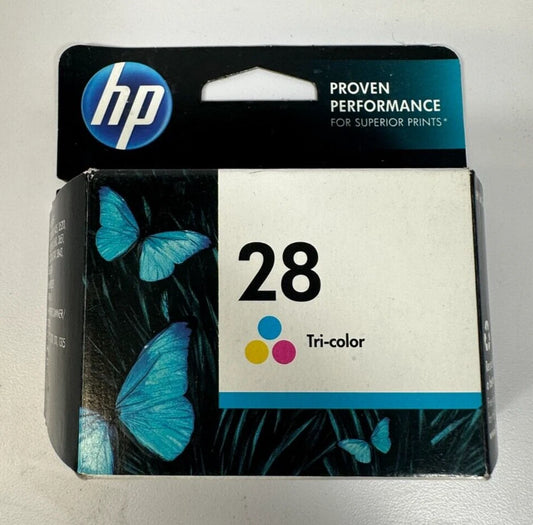 hp
PROVEN
PERFORMANCE
FOR SUPERIOR PRINTS*
28
Tri-color